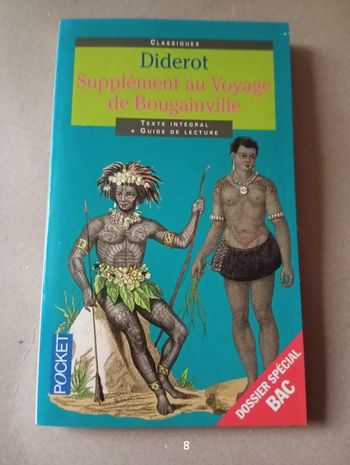 CLASSIQUES
Diderot
Supplément au Voyage
de Bougainville
TEXTE INTÉGRAL
+ GUIDE DE LECTURE
POCKET
DOSSIER SPÉCIAL
BAC
8